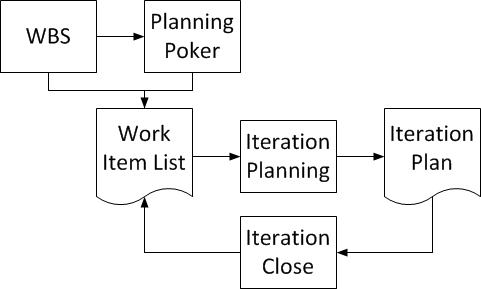 WBS
Planning
Poker
Work
Item List
Iteration
Planning
Iteration
Plan
Iteration
Close